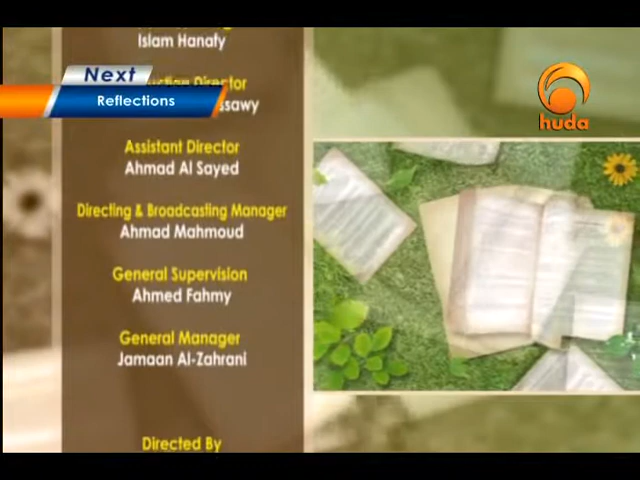 Islam Hanafy
Next
Director
Reflections
Assistant Director
Ahmad Al Sayed
Directing & Broadcasting Manager
Ahmad Mahmoud
General Supervision
Ahmed Fahmy
General Manager
Jamaan Al-Zahrani
Directed By
huda